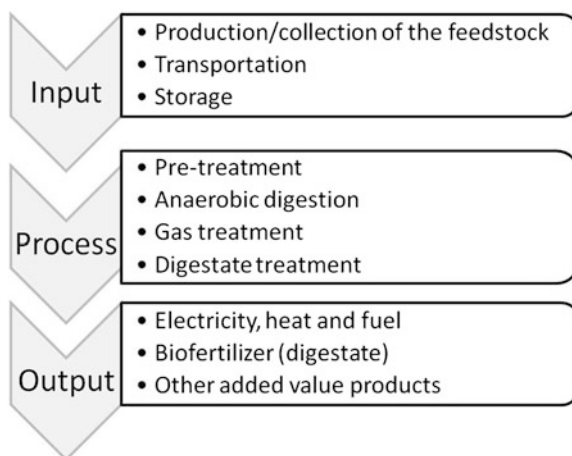 Input
• Production/collection of the feedstock
• Transportation
• Storage
Process
• Pre-treatment
• Anaerobic digestion
• Gas treatment
• Digestate treatment
Output
• Electricity, heat and fuel
• Biofertilizer (digestate)
• Other added value products